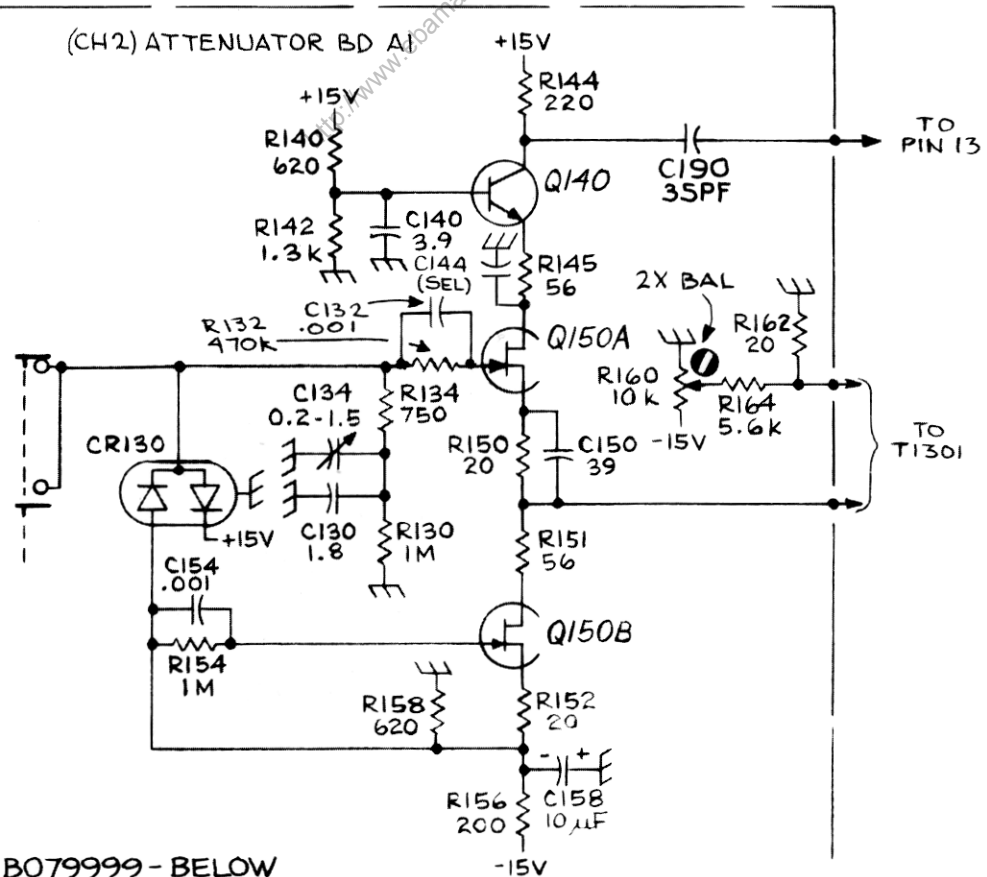 (CH2) ATTENUATOR BD A1
+15V
R144
220
+15V
R140
620
Q140
C190
35PF
TO
PIN 13
R142
1.3K
C140
3.9
C144
(SEL)
R145
56
2X BAL
C132
.001
R132
470K
Q150A
R162
20
R160
10K
R164
5.6K
-15V
C134
0.2-1.5
R134
750
R150
20
C150
39
TO
T1301
CR130
+15V
C130
1.8
R130
1M
R151
56
C154
.001
Q150B
R154
1M
R158
620
R152
20
- +
R156
200
C158
10µF
-15V
B079999-BELOW